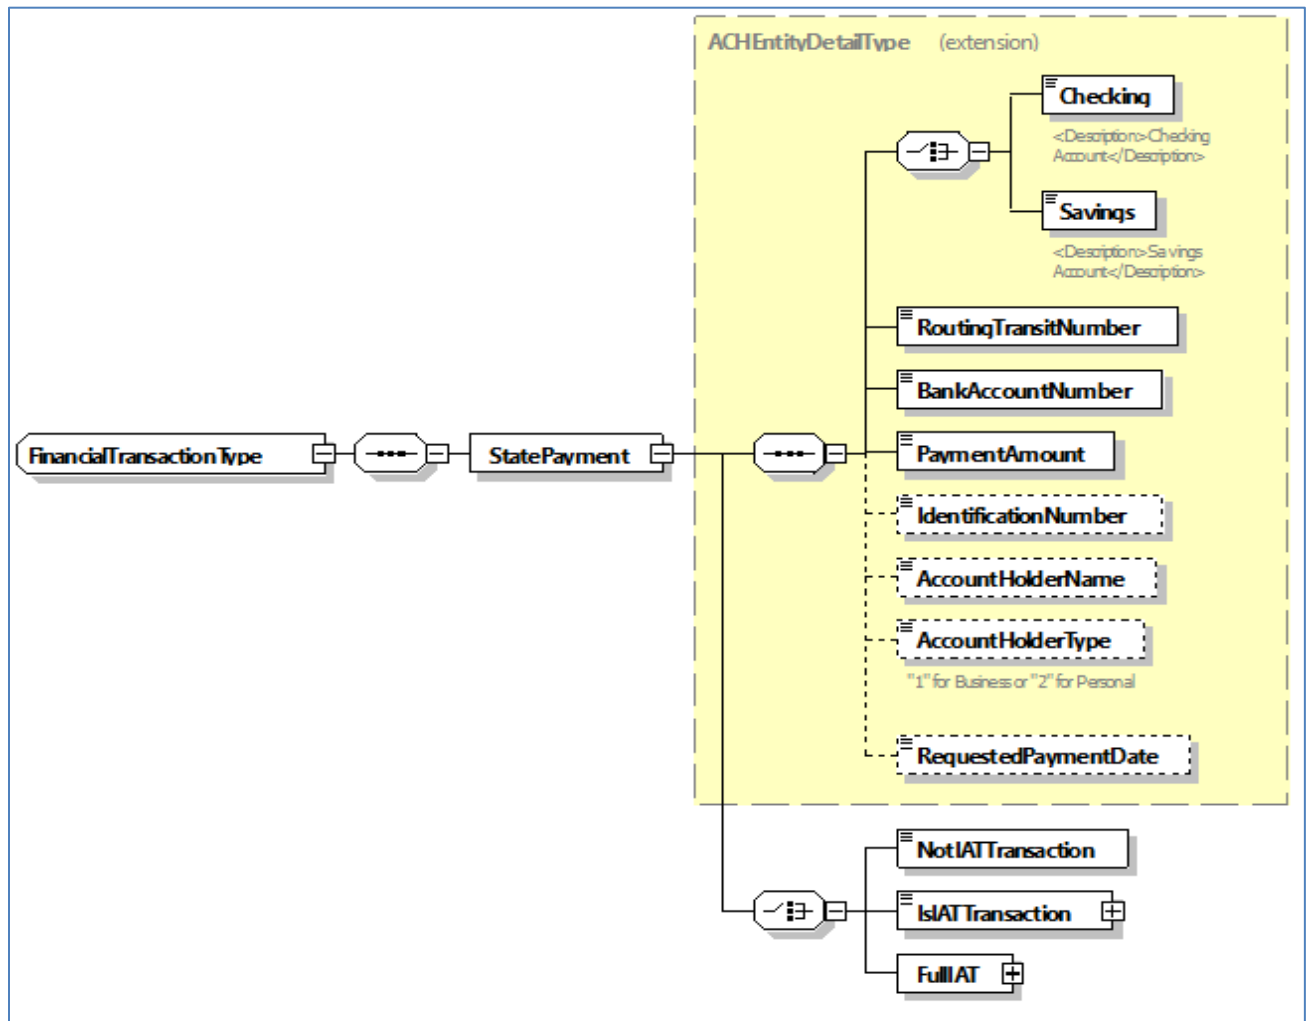 ACHEntityDetailType (extension)
Checking
<Description>Checking
Account</Description>
Savings
<Description>Savings
Account</Description>
RoutingTransitNumber
BankAccountNumber
FinancialTransactionType
StatePayment
PaymentAmount
IdentificationNumber
AccountHolderName
AccountHolderType
"1" for Business or "2" for Personal
RequestedPaymentDate
NotIATTransaction
IsIATTransaction
FullIAT